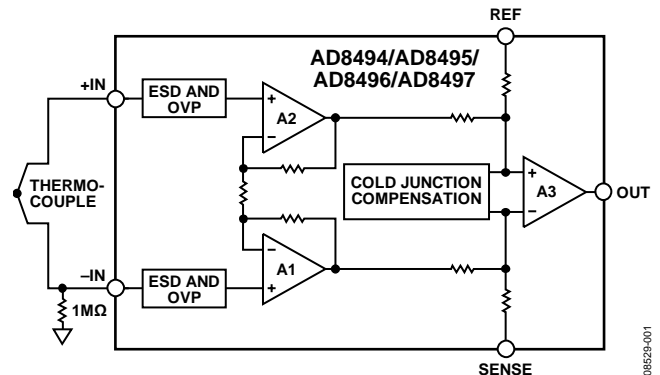 REF
AD8494/AD8495/
AD8496/AD8497
+IN
ESD AND
OVP
+
A2
–
THERMO-
COUPLE
COLD JUNCTION
COMPENSATION
+
A3
–
OUT
–
A1
+
–IN
ESD AND
OVP
1MΩ
SENSE
08529-001